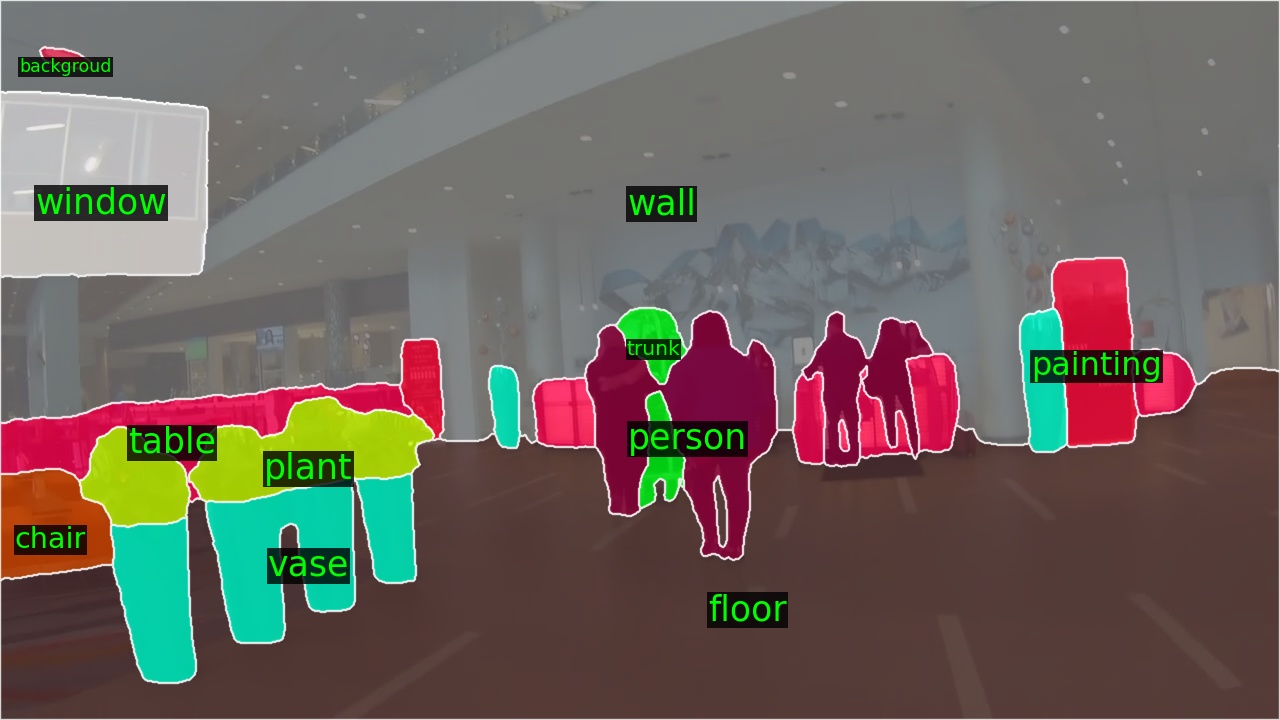 backgroud
window
wall
trunk
painting
table
person
plant
chair
vase
floor